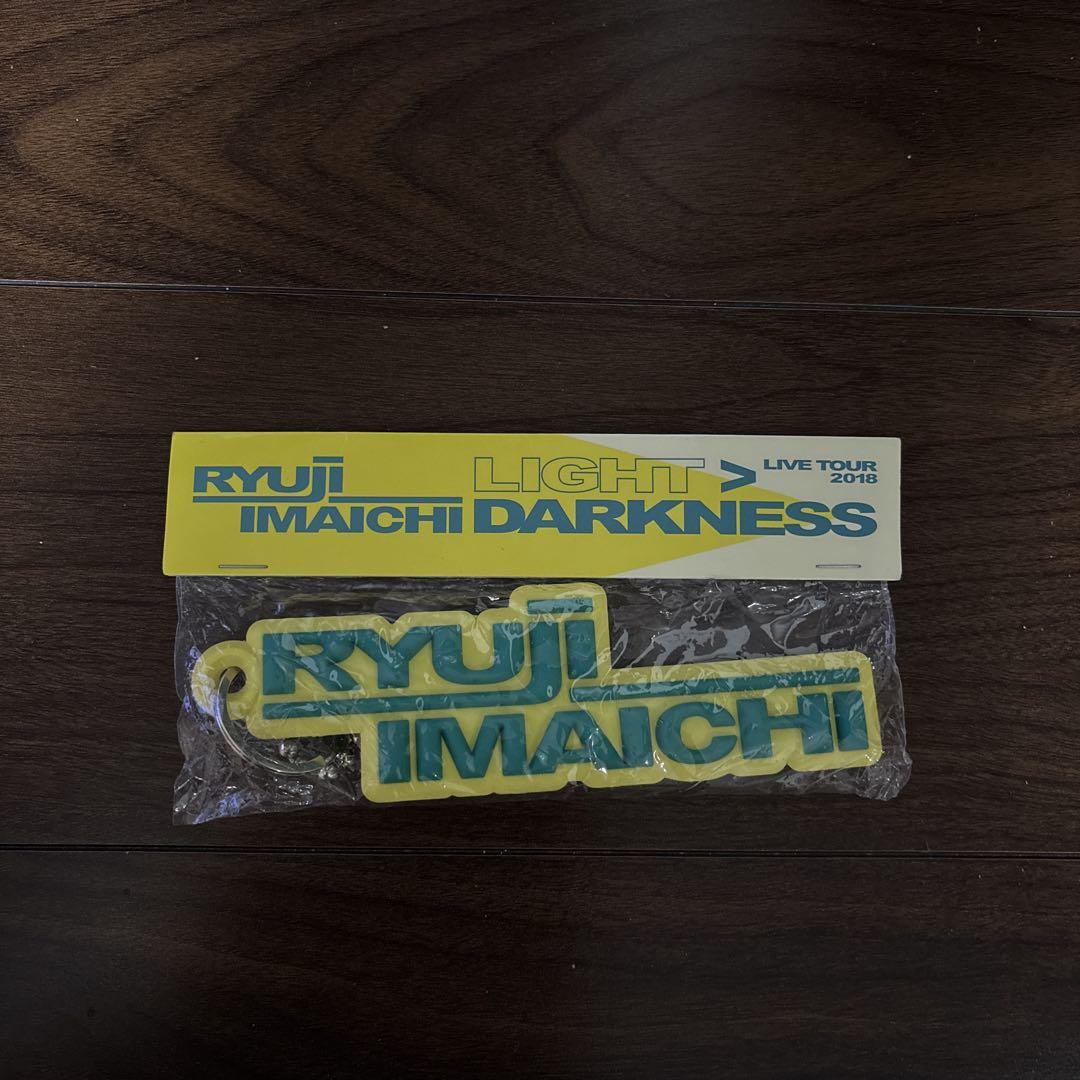 RYUJI
IMAICHI
LIGHT >
DARKNESS
LIVE TOUR
2018
RYUJI
IMAICHI